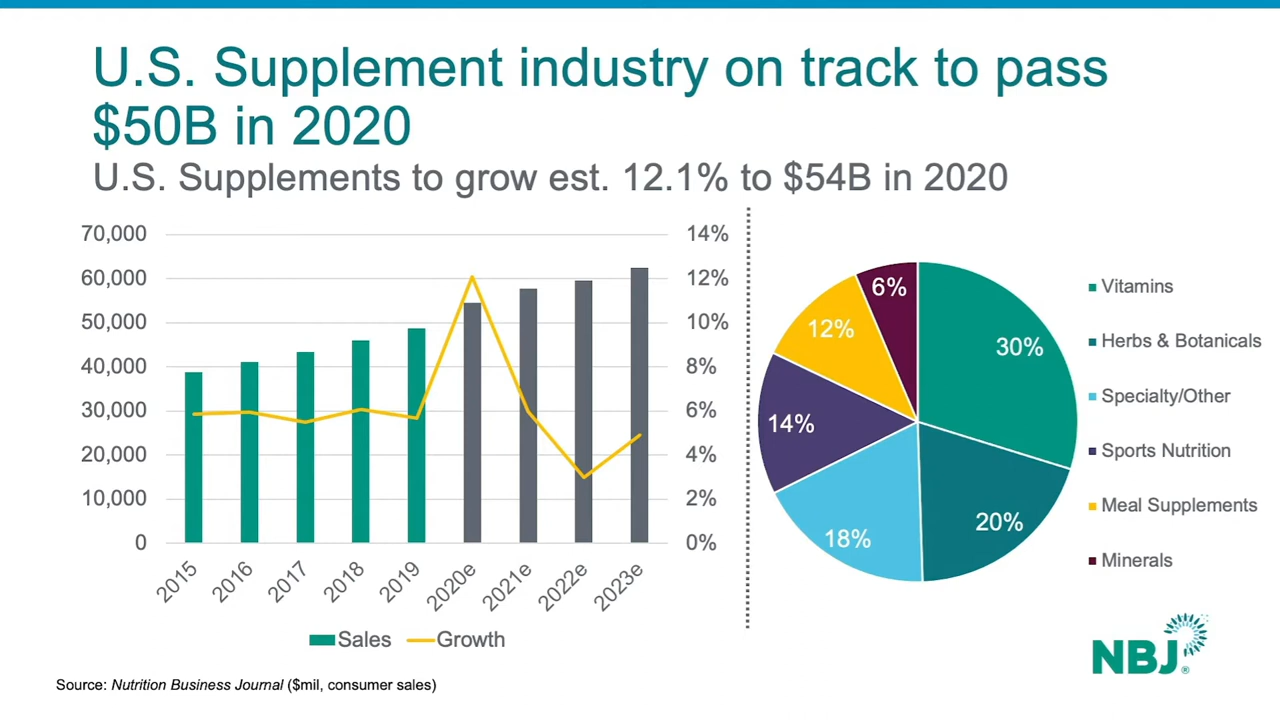 U.S. Supplement industry on track to pass
$50B in 2020
U.S. Supplements to grow est. 12.1% to $54B in 2020
70,000
60,000
50,000
40,000
30,000
20,000
10,000
0
14%
12%
10%
8%
6%
4%
2%
0%
2015
2016
2017
2018
2019
2020e
2021e
2022e
2023e
Sales
Growth
30%
20%
18%
14%
12%
6%
Vitamins
Herbs & Botanicals
Specialty/Other
Sports Nutrition
Meal Supplements
Minerals
NBJ®
Source: Nutrition Business Journal ($mil, consumer sales)